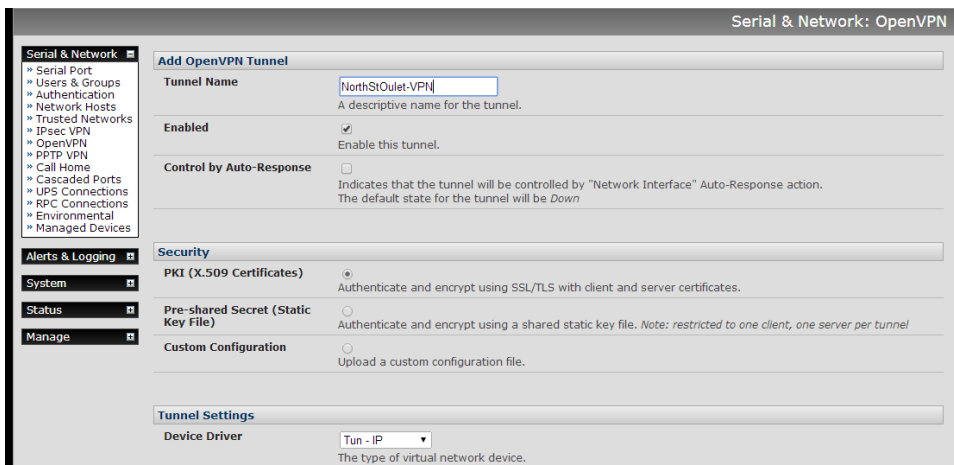 Serial & Network: OpenVPN
Serial & Network
» Serial Port
» Users & Groups
» Authentication
» Network Hosts
» Trusted Networks
» IPsec VPN
» OpenVPN
» PPTP VPN
» Call Home
» Cascaded Ports
» UPS Connections
» RPC Connections
» Environmental
» Managed Devices
Alerts & Logging
System
Status
Manage
Add OpenVPN Tunnel
Tunnel Name
NorthStOulet-VPN
A descriptive name for the tunnel.
Enabled
Enable this tunnel.
Control by Auto-Response
Indicates that the tunnel will be controlled by "Network Interface" Auto-Response action.
The default state for the tunnel will be Down
Security
PKI (X.509 Certificates)
Authenticate and encrypt using SSL/TLS with client and server certificates.
Pre-shared Secret (Static
Key File)
Authenticate and encrypt using a shared static key file. Note: restricted to one client, one server per tunnel
Custom Configuration
Upload a custom configuration file.
Tunnel Settings
Device Driver
Tun - IP
The type of virtual network device.